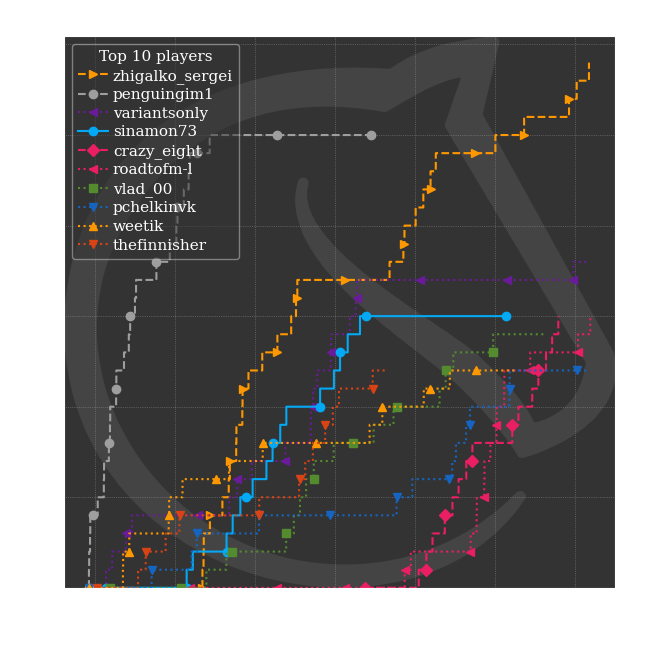 Top 10 players
zhigalko_sergei
penguingim1
variantsonly
sinamon73
crazy_eight
roadtofm-l
vlad_00
pchelkinvk
weetik
thefinnisher